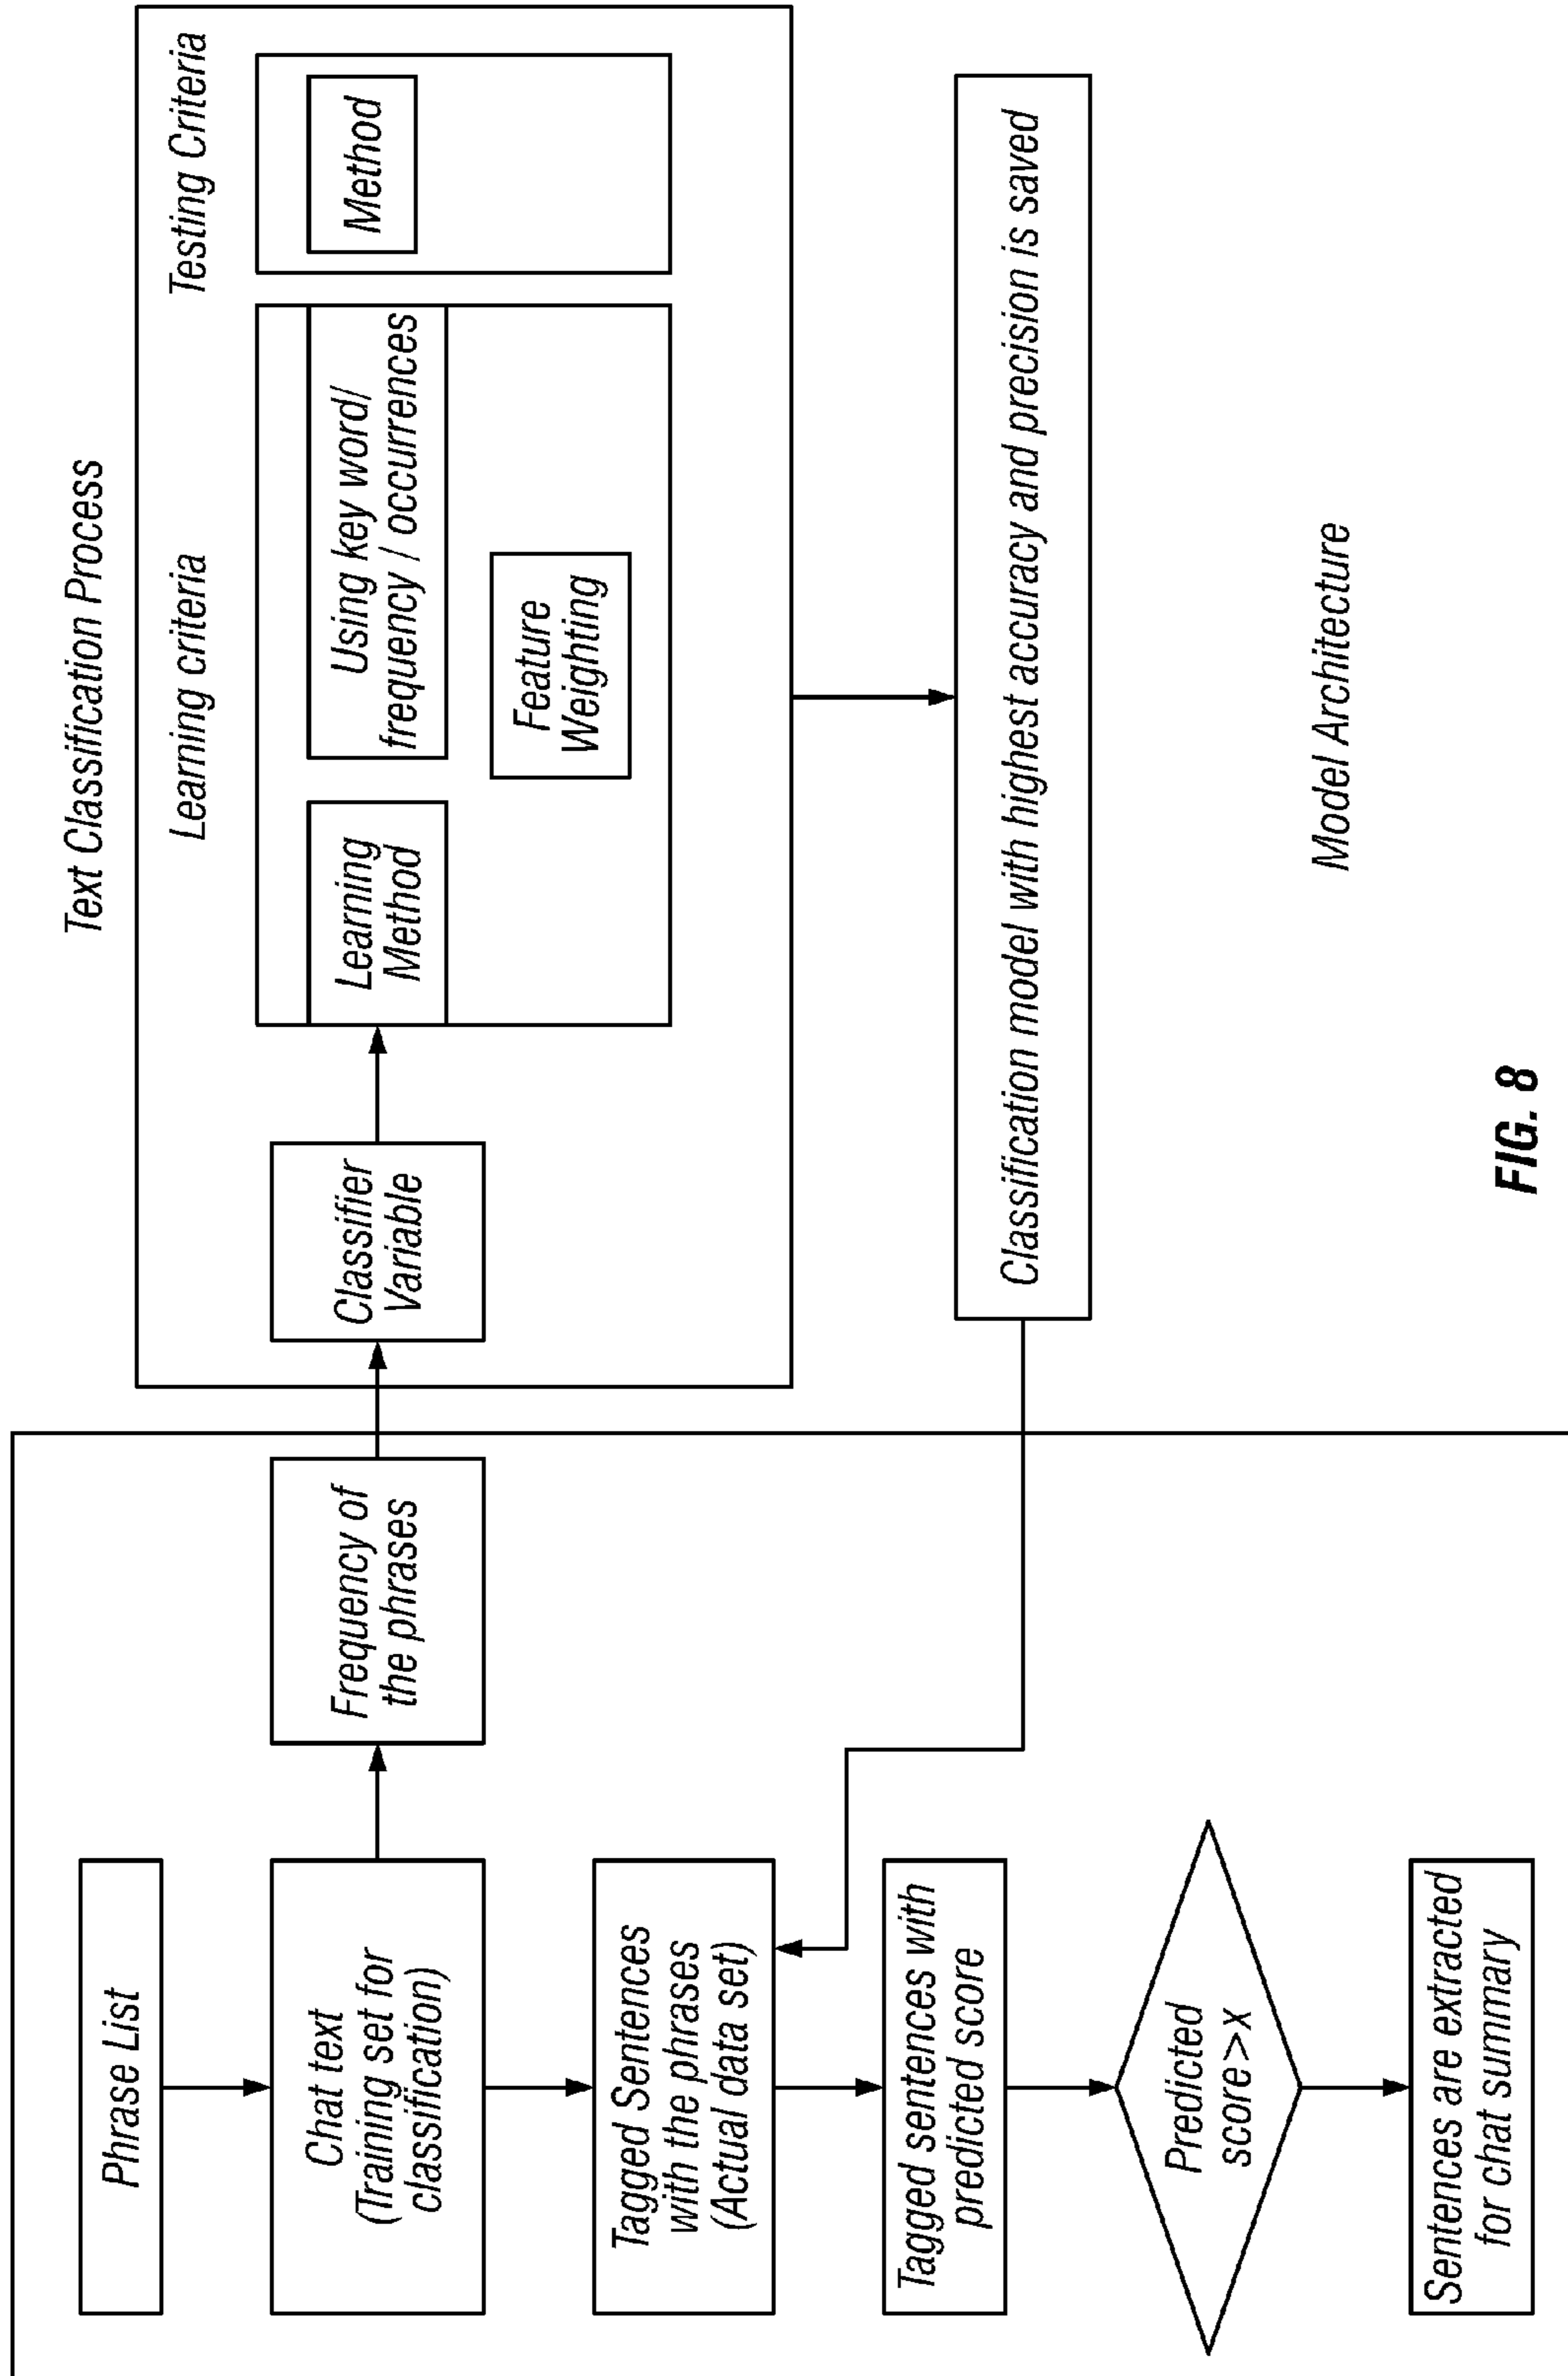 Text Classification Process
Learning criteria
Testing Criteria
Phrase List
Chat text
(Training set for
classification)
Frequency of
the phrases
Classifier
Variable
Learning
Method
Using key word/
frequency / occurrences
Feature
Weighting
Method
Tagged Sentences
with the phrases
(Actual data set)
Classification model with highest accuracy and precision is saved
Tagged sentences with
predicted score
Predicted
score>x
Sentences are extracted
for chat summary
Model Architecture
FIG. 8